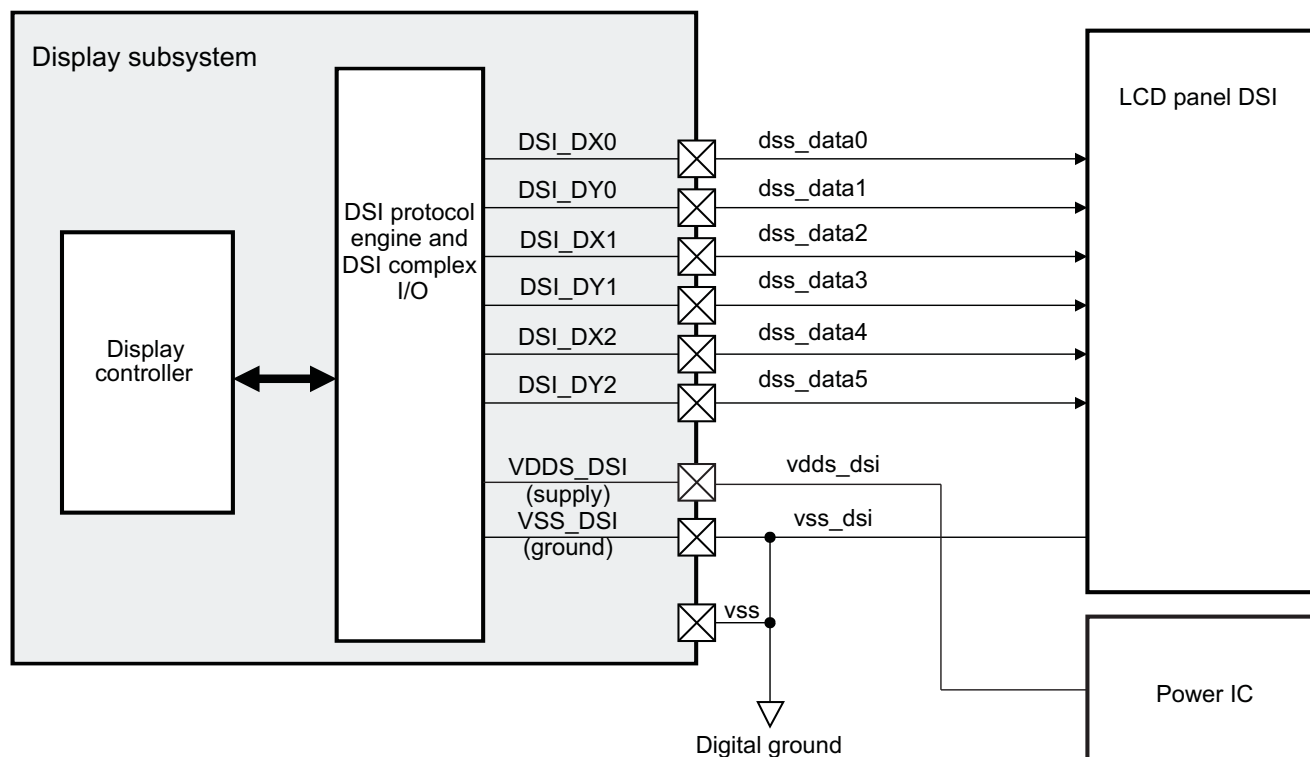 Display subsystem
LCD panel DSI
DSI_DX0
dss_data0
DSI_DY0
dss_data1
DSI protocol
engine and
DSI complex
I/O
DSI_DX1
dss_data2
DSI_DY1
dss_data3
DSI_DX2
dss_data4
Display
controller
DSI_DY2
dss_data5
VDDS_DSI
(supply)
vdds_dsi
VSS_DSI
(ground)
vss_dsi
vss
Power IC
Digital ground